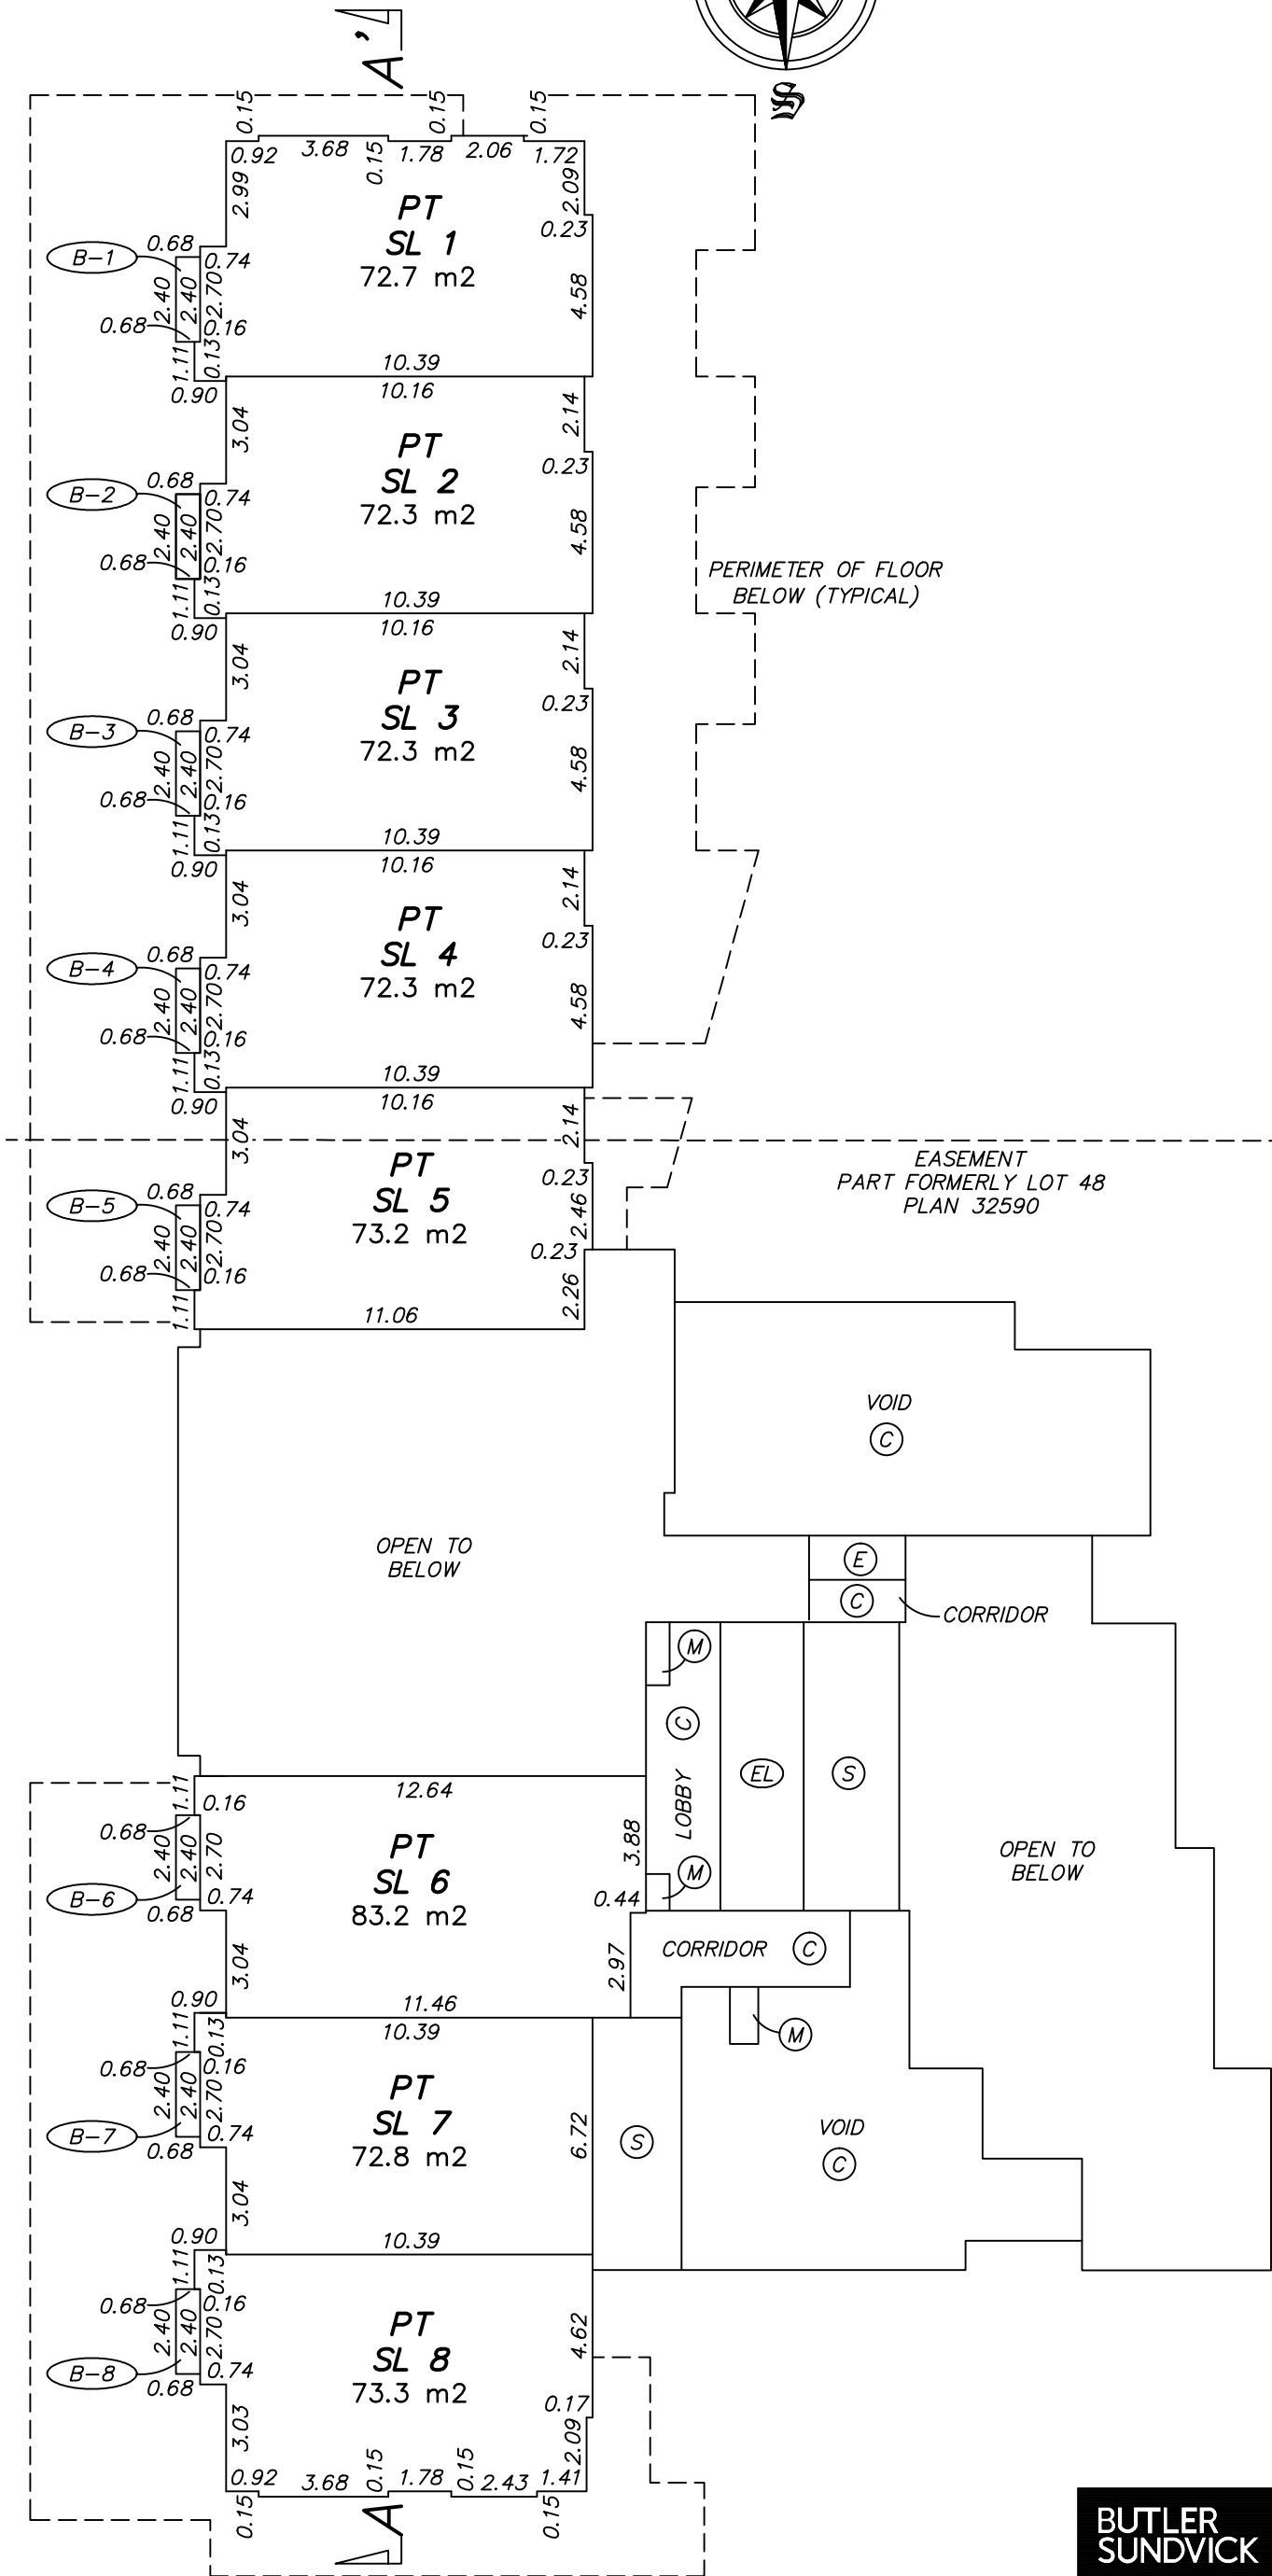 A'
S
0.15
0.15
0.15
0.92
3.68
0.15
1.78
2.06
1.72
2.99
2.09
PT
SL 1
72.7 m2
0.23
B-1
0.68
0.74
2.40
2.40
2.70
4.58
0.68
0.16
1.11
0.13
10.39
0.90
10.16
3.04
2.14
PT
SL 2
72.3 m2
0.23
B-2
0.68
0.74
2.40
2.40
2.70
4.58
0.68
0.16
1.11
0.13
PERIMETER OF FLOOR
BELOW (TYPICAL)
10.39
0.90
10.16
3.04
2.14
PT
SL 3
72.3 m2
0.23
B-3
0.68
0.74
2.40
2.40
2.70
4.58
0.68
0.16
1.11
0.13
10.39
0.90
10.16
3.04
2.14
PT
SL 4
72.3 m2
0.23
B-4
0.68
0.74
2.40
2.40
2.70
4.58
0.68
0.16
1.11
0.13
10.39
0.90
10.16
3.04
2.14
EASEMENT
PART FORMERLY LOT 48
PLAN 32590
PT
SL 5
73.2 m2
0.23
2.46
B-5
0.68
0.74
2.40
2.40
2.70
0.23
0.68
0.16
1.11
2.26
11.06
VOID
C
OPEN TO
BELOW
E
C
CORRIDOR
M
C
LOBBY
EL
S
M
OPEN TO
BELOW
12.64
1.11
0.16
0.68
2.40
2.40
2.70
PT
SL 6
83.2 m2
3.88
0.44
B-6
0.74
0.68
3.04
2.97
CORRIDOR
C
M
11.46
0.90
10.39
1.11
0.13
0.68
0.16
2.40
2.40
2.70
PT
SL 7
72.8 m2
6.72
S
VOID
C
B-7
0.74
0.68
3.04
10.39
0.90
1.11
0.13
0.68
0.16
2.40
2.40
2.70
PT
SL 8
73.3 m2
4.62
B-8
0.74
0.68
0.17
3.03
2.09
0.92
3.68
0.15
1.78
0.15
2.43
1.41
0.15
0.15
A
BUTLER
SUNDVICK